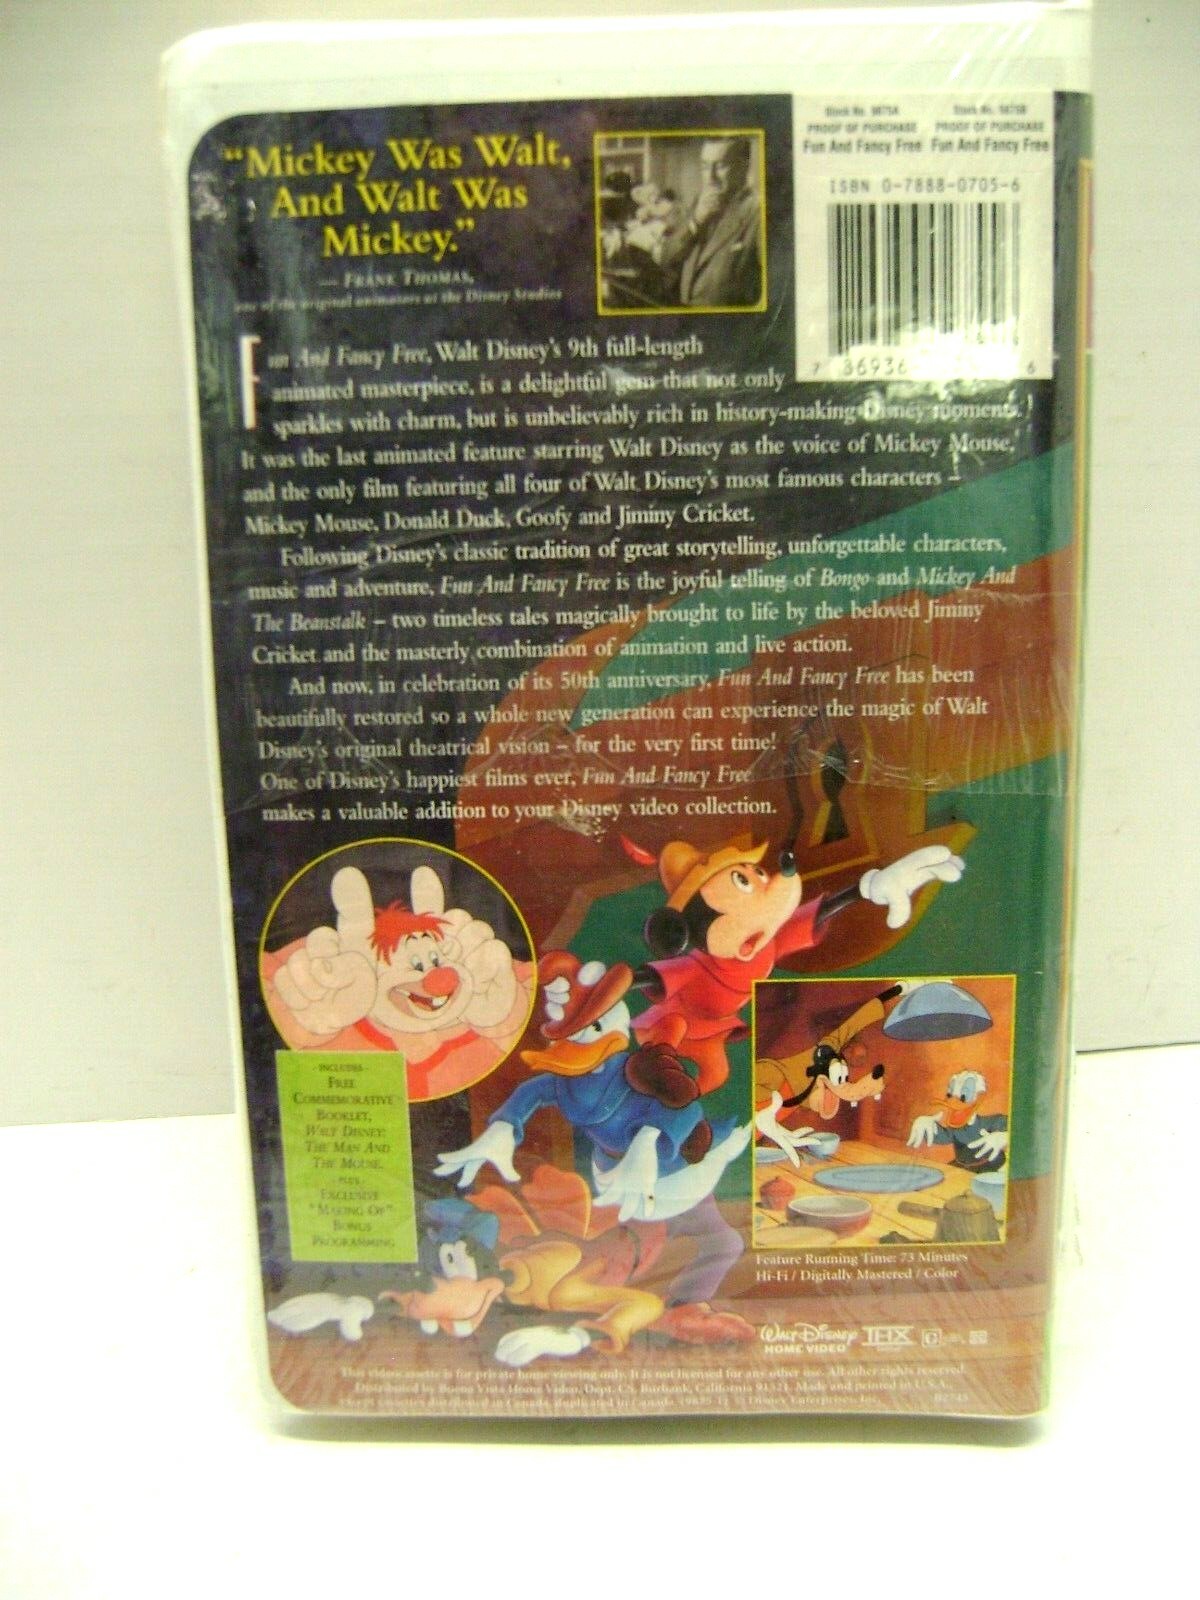 "Mickey Was Walt,
And Walt Was
Mickey."
— FRANK THOMAS,
one of the original animators at the Disney Studios
PROOF OF PURCHASE PROOF OF PURCHASE
Fun And Fancy Free Fun And Fancy Free
ISBN 0-7888-0705-6
7 36936 6
Fun And Fancy Free, Walt Disney's 9th full-length
animated masterpiece, is a delightful gem that not only
sparkles with charm, but is unbelievably rich in history-making Disney moments.
It was the last animated feature starring Walt Disney as the voice of Mickey Mouse,
and the only film featuring all four of Walt Disney's most famous characters –
Mickey Mouse, Donald Duck, Goofy and Jiminy Cricket.
Following Disney's classic tradition of great storytelling, unforgettable characters,
music and adventure, Fun And Fancy Free is the joyful telling of Bongo and Mickey And
The Beanstalk – two timeless tales magically brought to life by the beloved Jiminy
Cricket and the masterly combination of animation and live action.
And now, in celebration of its 50th anniversary, Fun And Fancy Free has been
beautifully restored so a whole new generation can experience the magic of Walt
Disney's original theatrical vision – for the very first time!
One of Disney's happiest films ever, Fun And Fancy Free
makes a valuable addition to your Disney video collection.
INCLUDES
FREE
COMMEMORATIVE
BOOKLET,
WALT DISNEY:
THE MAN AND
THE MOUSE,
PLUS
EXCLUSIVE
"MAKING OF"
BONUS
PROGRAMMING
Feature Running Time: 73 Minutes
Hi-Fi / Digitally Mastered / Color
WALT DISNEY
HOME VIDEO
THX
G
This videocassette is for private home viewing only. It is not licensed for any other use. All other rights reserved.
Distributed by Buena Vista Home Video, Dept. CS, Burbank, California 91521. Made and printed in U.S.A.,
except cassettes distributed in Canada, duplicated in Canada. © Disney Enterprises, Inc.